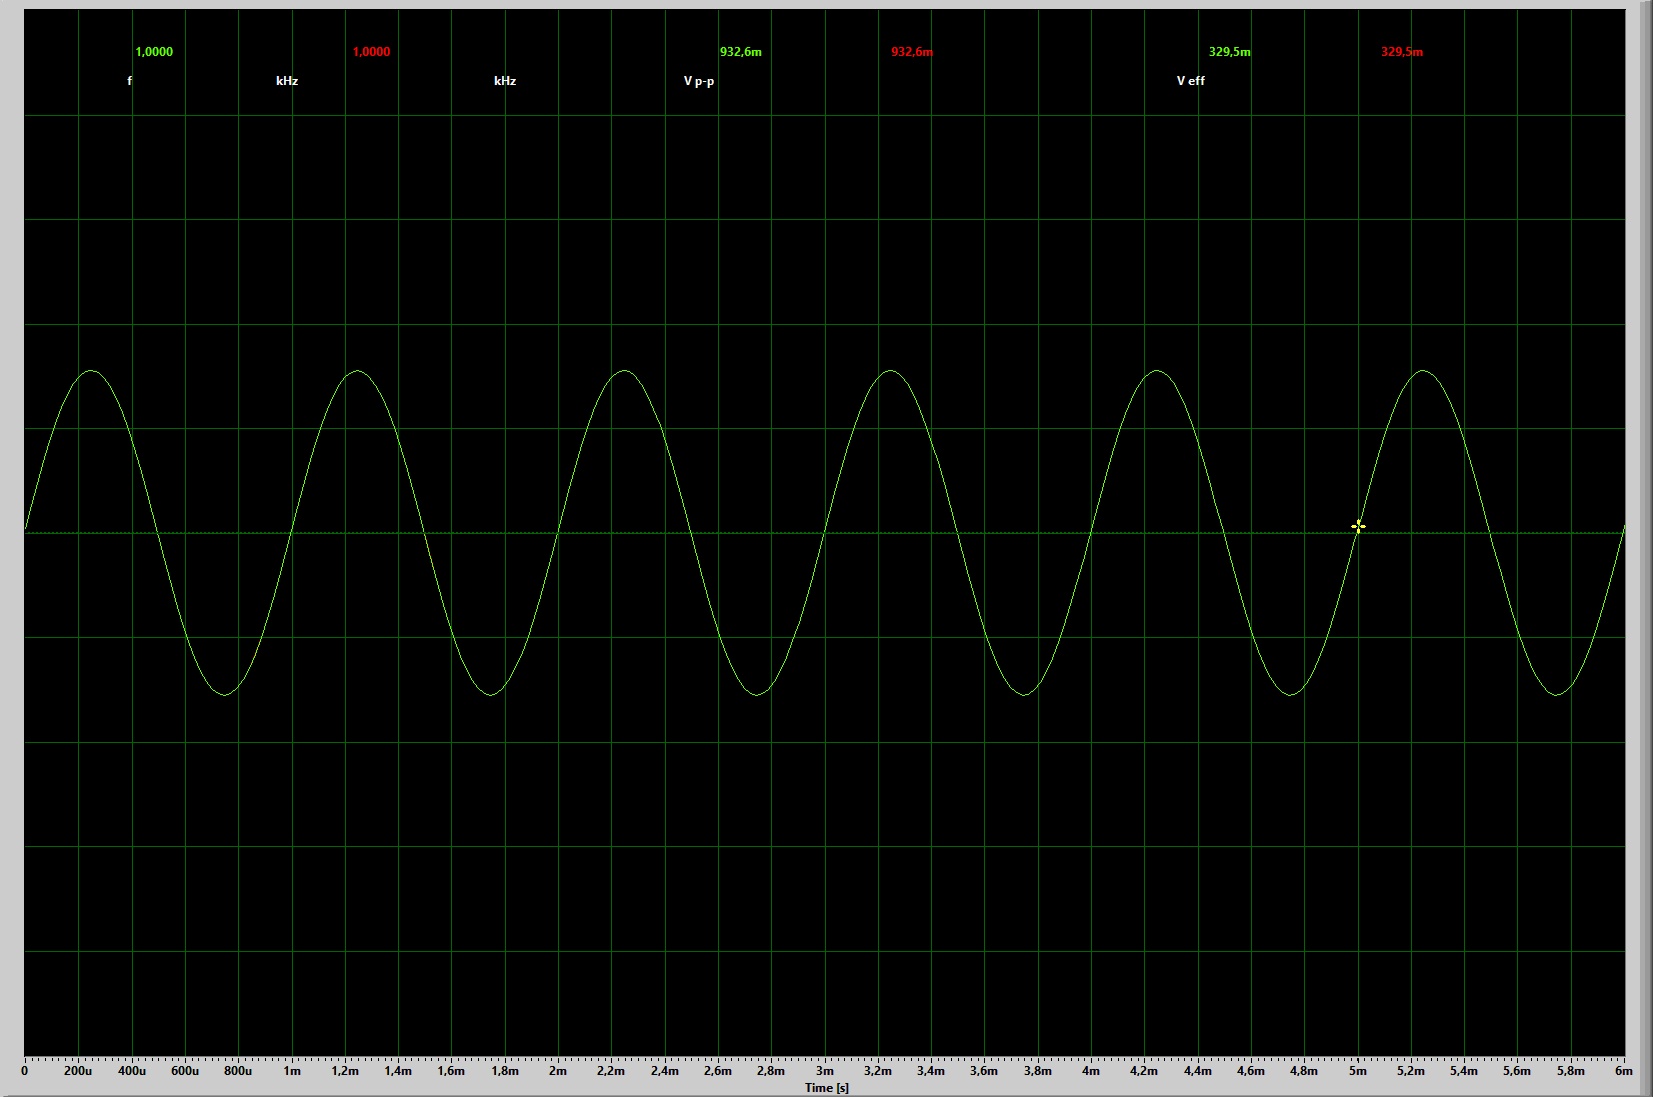 1,0000 1,0000 932,6m 932,6m 329,5m 329,5m
f kHz kHz V p-p V eff
0 200u 400u 600u 800u 1m 1,2m 1,4m 1,6m 1,8m 2m 2,2m 2,4m 2,6m 2,8m 3m 3,2m 3,4m 3,6m 3,8m 4m 4,2m 4,4m 4,6m 4,8m 5m 5,2m 5,4m 5,6m 5,8m 6m
Time [s]